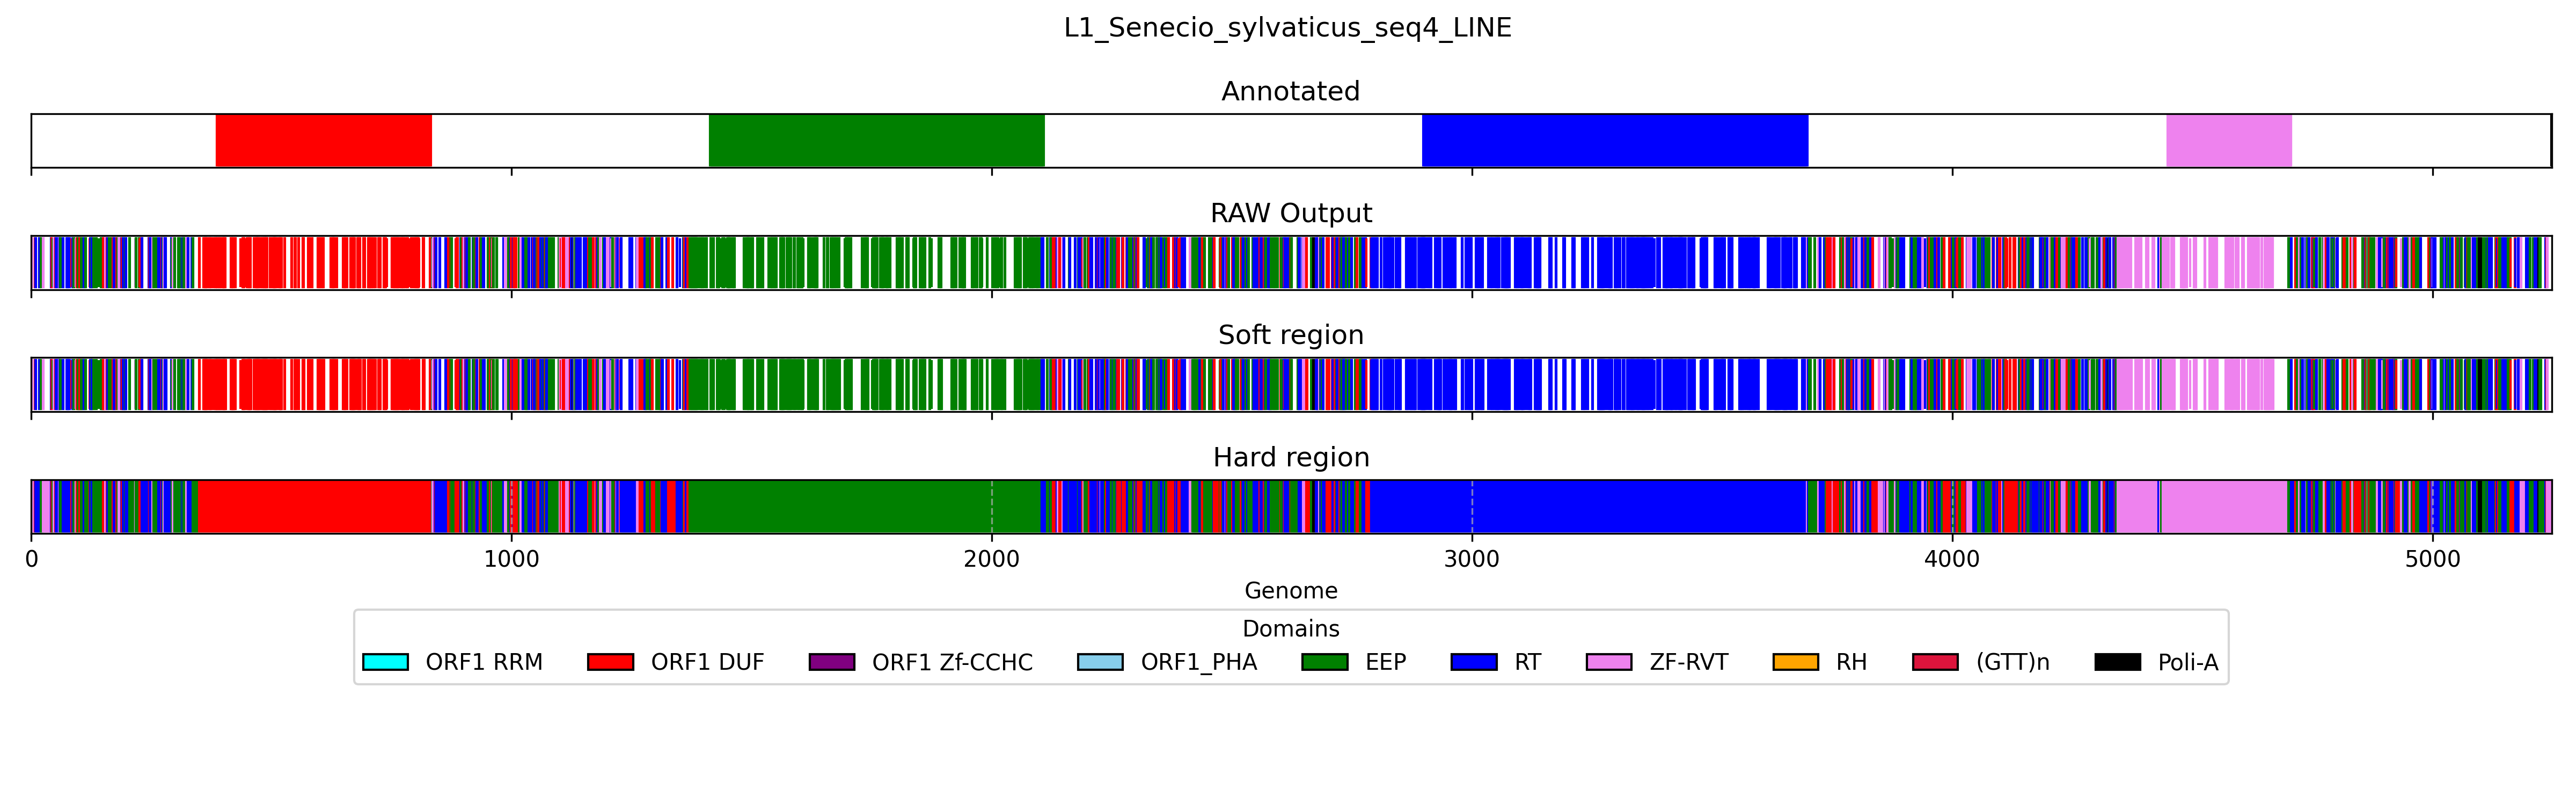 L1_Senecio_sylvaticus_seq4_LINE
Annotated
RAW Output
Soft region
Hard region
0 1000 2000 3000 4000 5000
Genome
Domains
ORF1 RRM ORF1 DUF ORF1 Zf-CCHC ORF1_PHA EEP RT ZF-RVT RH (GTT)n Poli-A